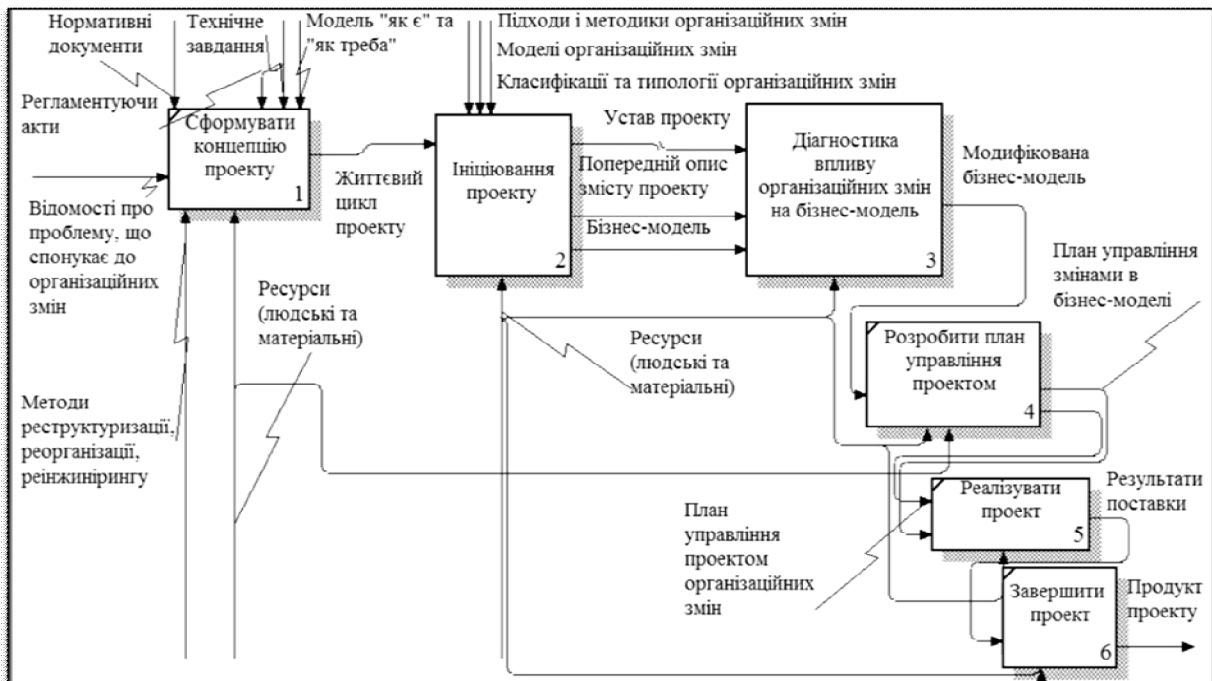 Нормативні
документи
Технічне
завдання
Модель "як є" та
"як треба"
Підходи і методики організаційних змін
Моделі організаційних змін
Класифікації та типології організаційних змін
Регламентуючи
акти
Сформувати
концепцію
проекту
1
Життєвий
цикл
проекту
Ініціювання
проекту
2
Устав проекту
Попередній опис
змісту проекту
Бізнес-модель
Діагностика
впливу
організаційних змін
на бізнес-модель
3
Модифікована
бізнес-модель
Відомості про
проблему, що
спонукає до
організаційних
змін
Ресурси
(людські та
матеріальні)
Ресурси
(людські та
матеріальні)
План управління
змінами в
бізнес-моделі
Розробити план
управління
проектом
4
Методи
реструктуризації,
реорганізації,
реінжинірингу
План
управління
проектом
організаційних
змін
Реалізувати
проект
5
Результати
поставки
Завершити
проект
6
Продукт
проекту